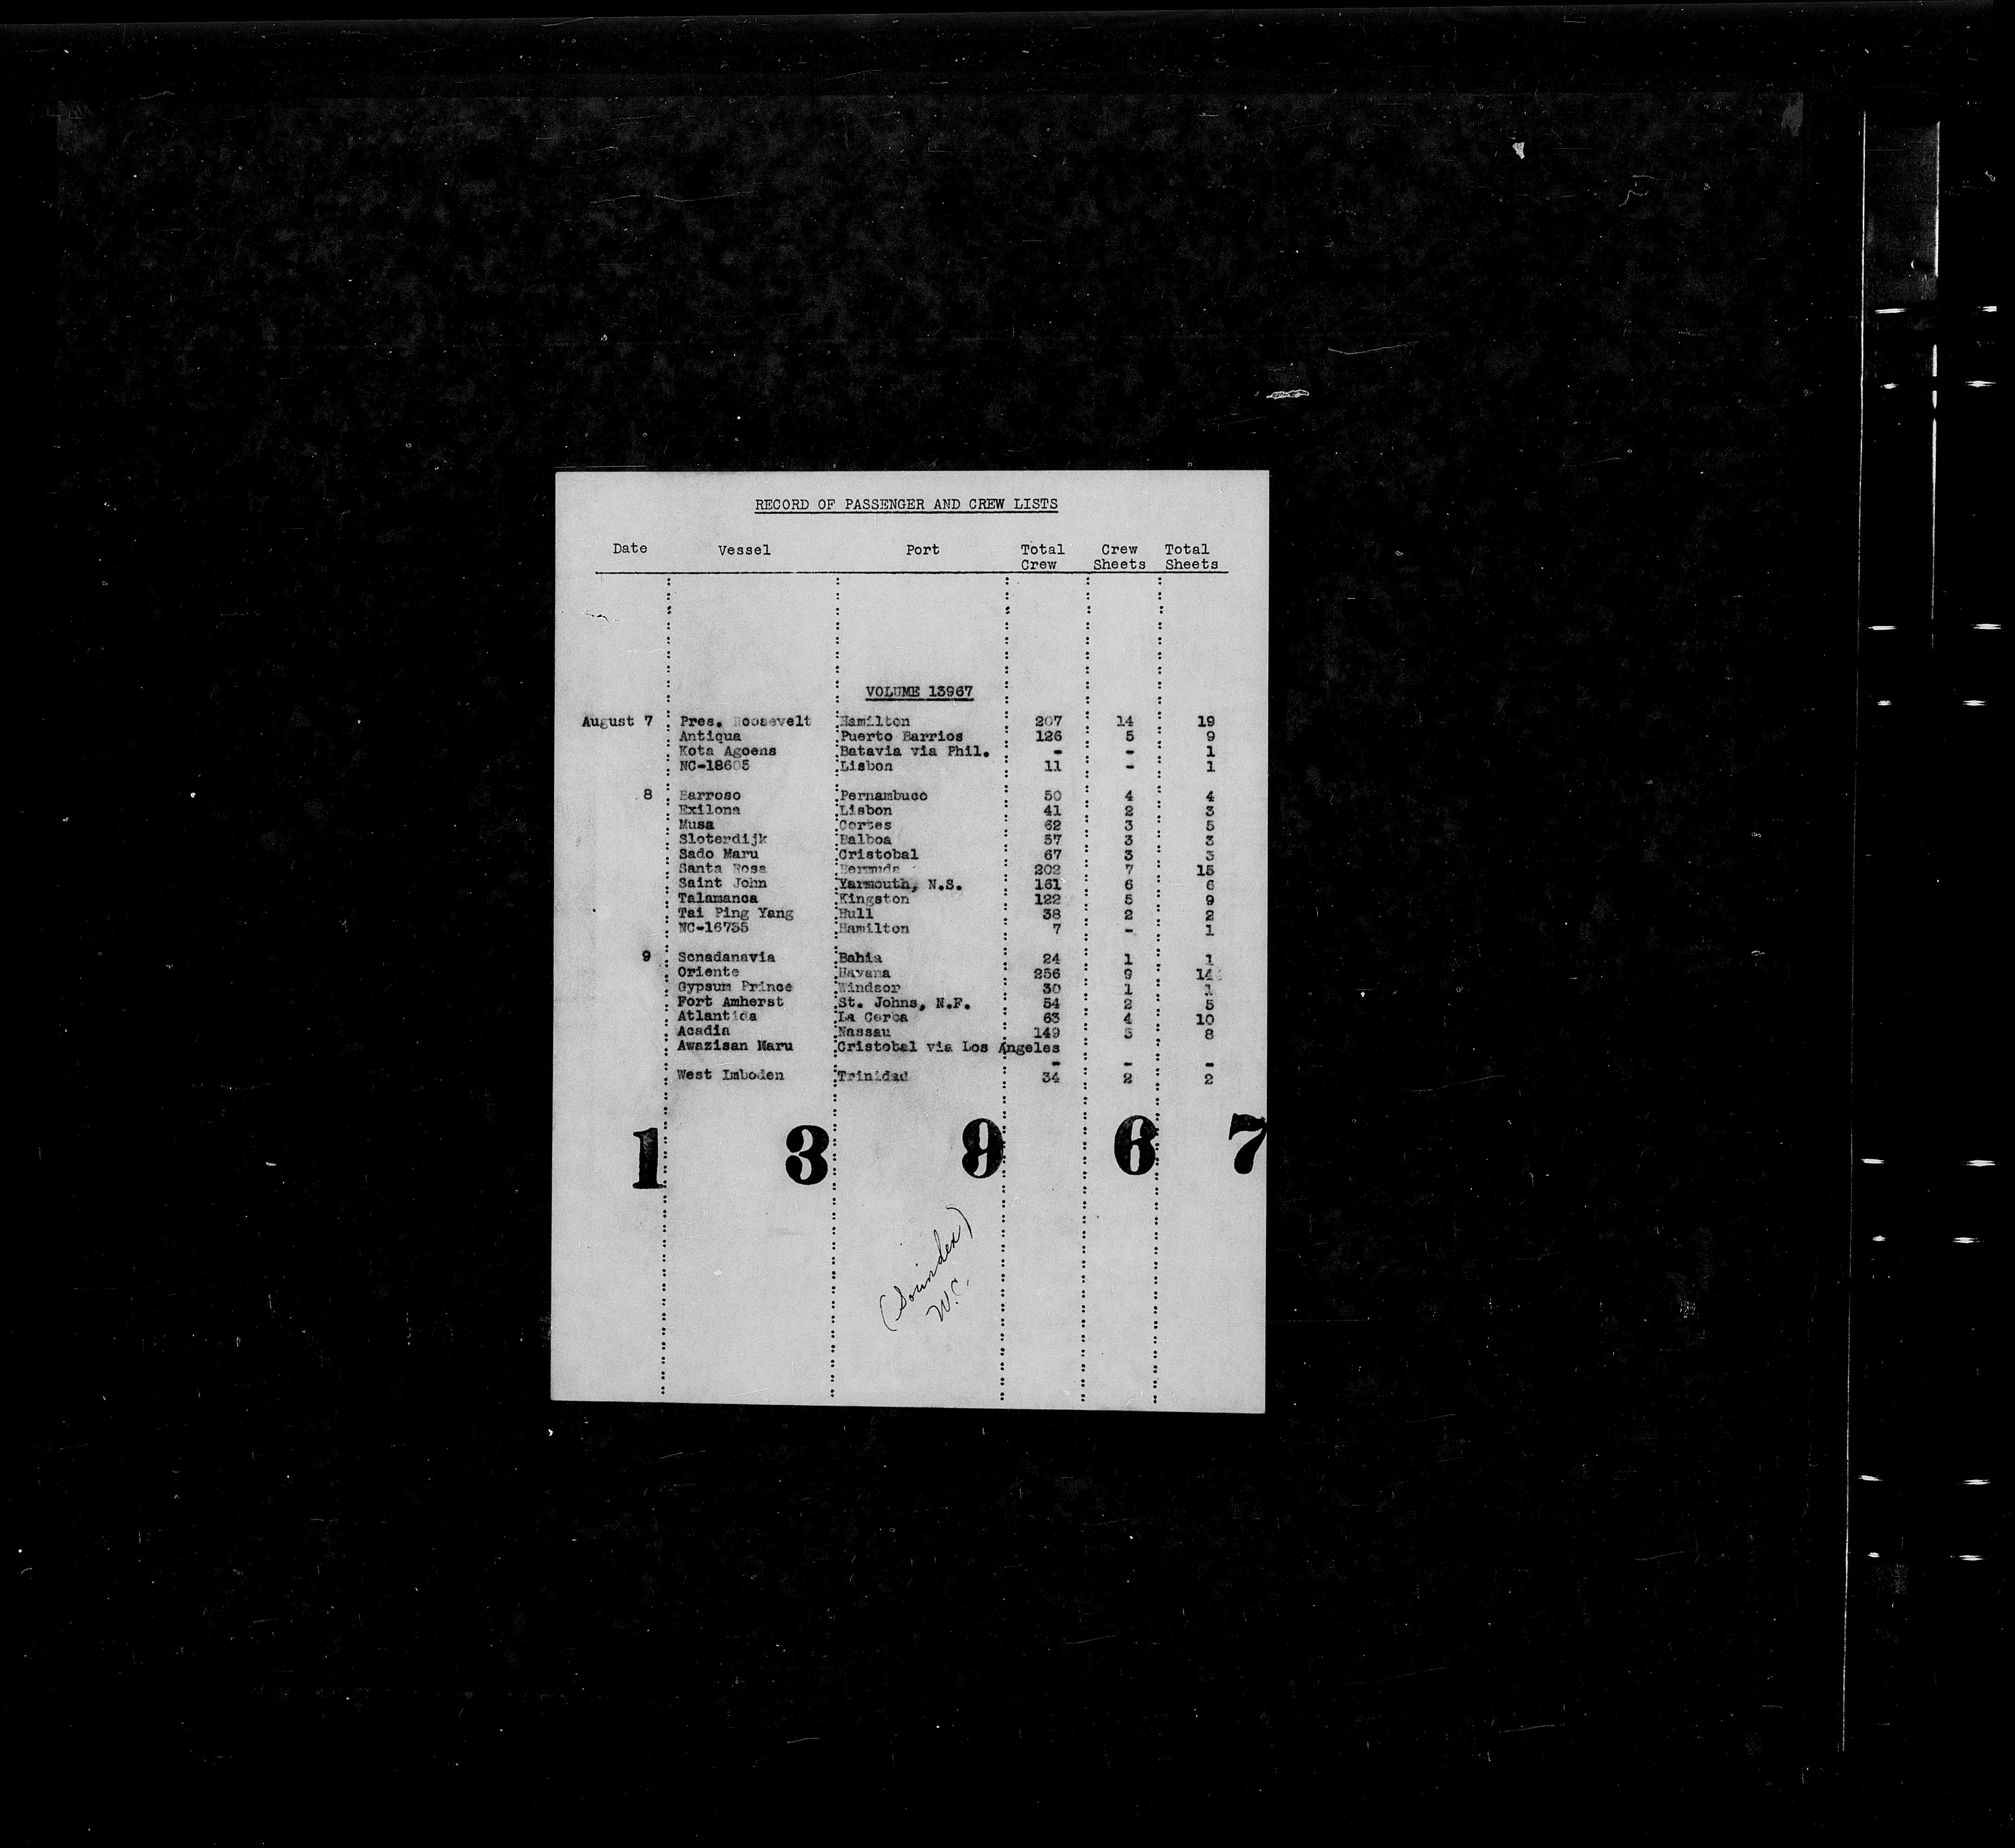 RECORD OF PASSENGER AND CREW LISTS
Date Vessel Port Total Crew Crew Sheets Total Sheets
VOLUME 13967
August 7 Pres. Roosevelt Hamilton 207 14 19
Antiqua Puerto Barrios 126 5 9
Kota Agoens Batavia via Phil. - - 1
NC-18605 Lisbon 11 - 1
8 Barroso Pernambuco 50 4 4
Exilona Lisbon 41 2 3
Musa Cortes 62 3 5
Sloterdijk Balboa 57 3 3
Sado Maru Cristobal 67 3 3
Santa Rosa Bermuda 202 7 15
Saint John Yarmouth, N.S. 161 6 6
Talamanca Kingston 122 5 9
Tai Ping Yang Hull 38 2 2
NC-16735 Hamilton 7 - 1
9 Scnadanavia Bahia 24 1 1
Oriente Havana 256 9 14
Gypsum Prince Windsor 30 1 1
Fort Amherst St. Johns, N.F. 54 2 5
Atlantida La Ceiba 63 4 10
Acadia Nassau 149 5 8
Awazisan Maru Cristobal via Los Angeles
- - -
West Imboden Trinidad 34 2 2
1 3 9 6 7
(Soundex)
W.C.